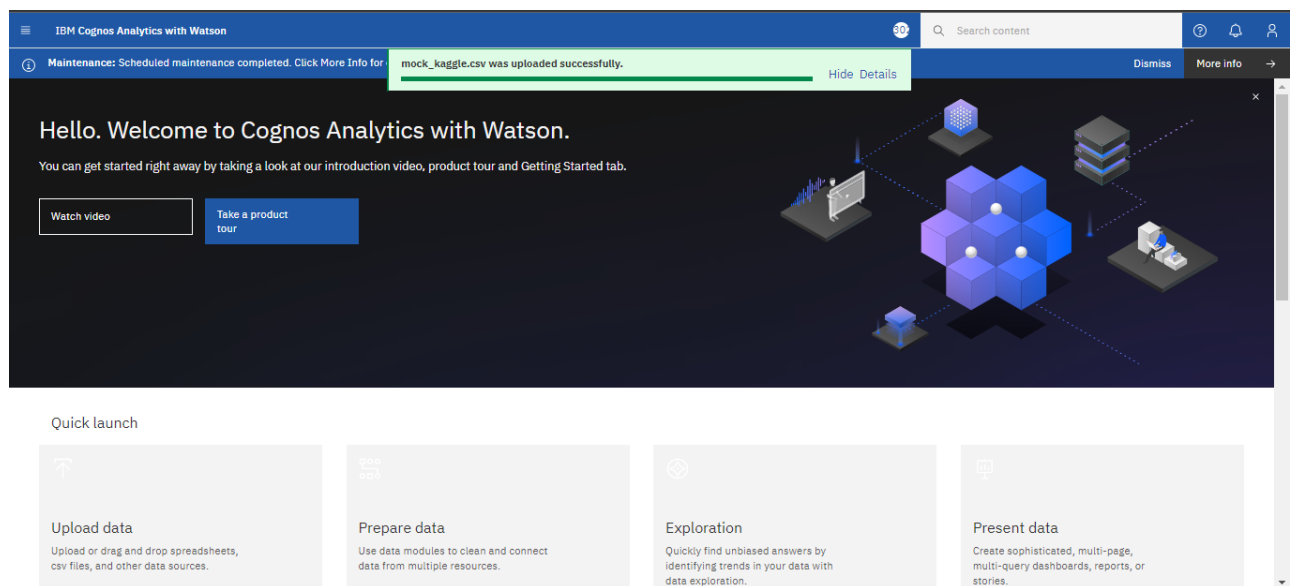 IBM Cognos Analytics with Watson
Search content
Maintenance: Scheduled maintenance completed. Click More Info for
mock_kaggle.csv was uploaded successfully.
Hide Details
Dismiss
More info
Hello. Welcome to Cognos Analytics with Watson.
You can get started right away by taking a look at our introduction video, product tour and Getting Started tab.
Watch video
Take a product
tour
Quick launch
Upload data
Upload or drag and drop spreadsheets,
csv files, and other data sources.
Prepare data
Use data modules to clean and connect
data from multiple resources.
Exploration
Quickly find unbiased answers by
identifying trends in your data with
data exploration.
Present data
Create sophisticated, multi-page,
multi-query dashboards, reports, or
stories.